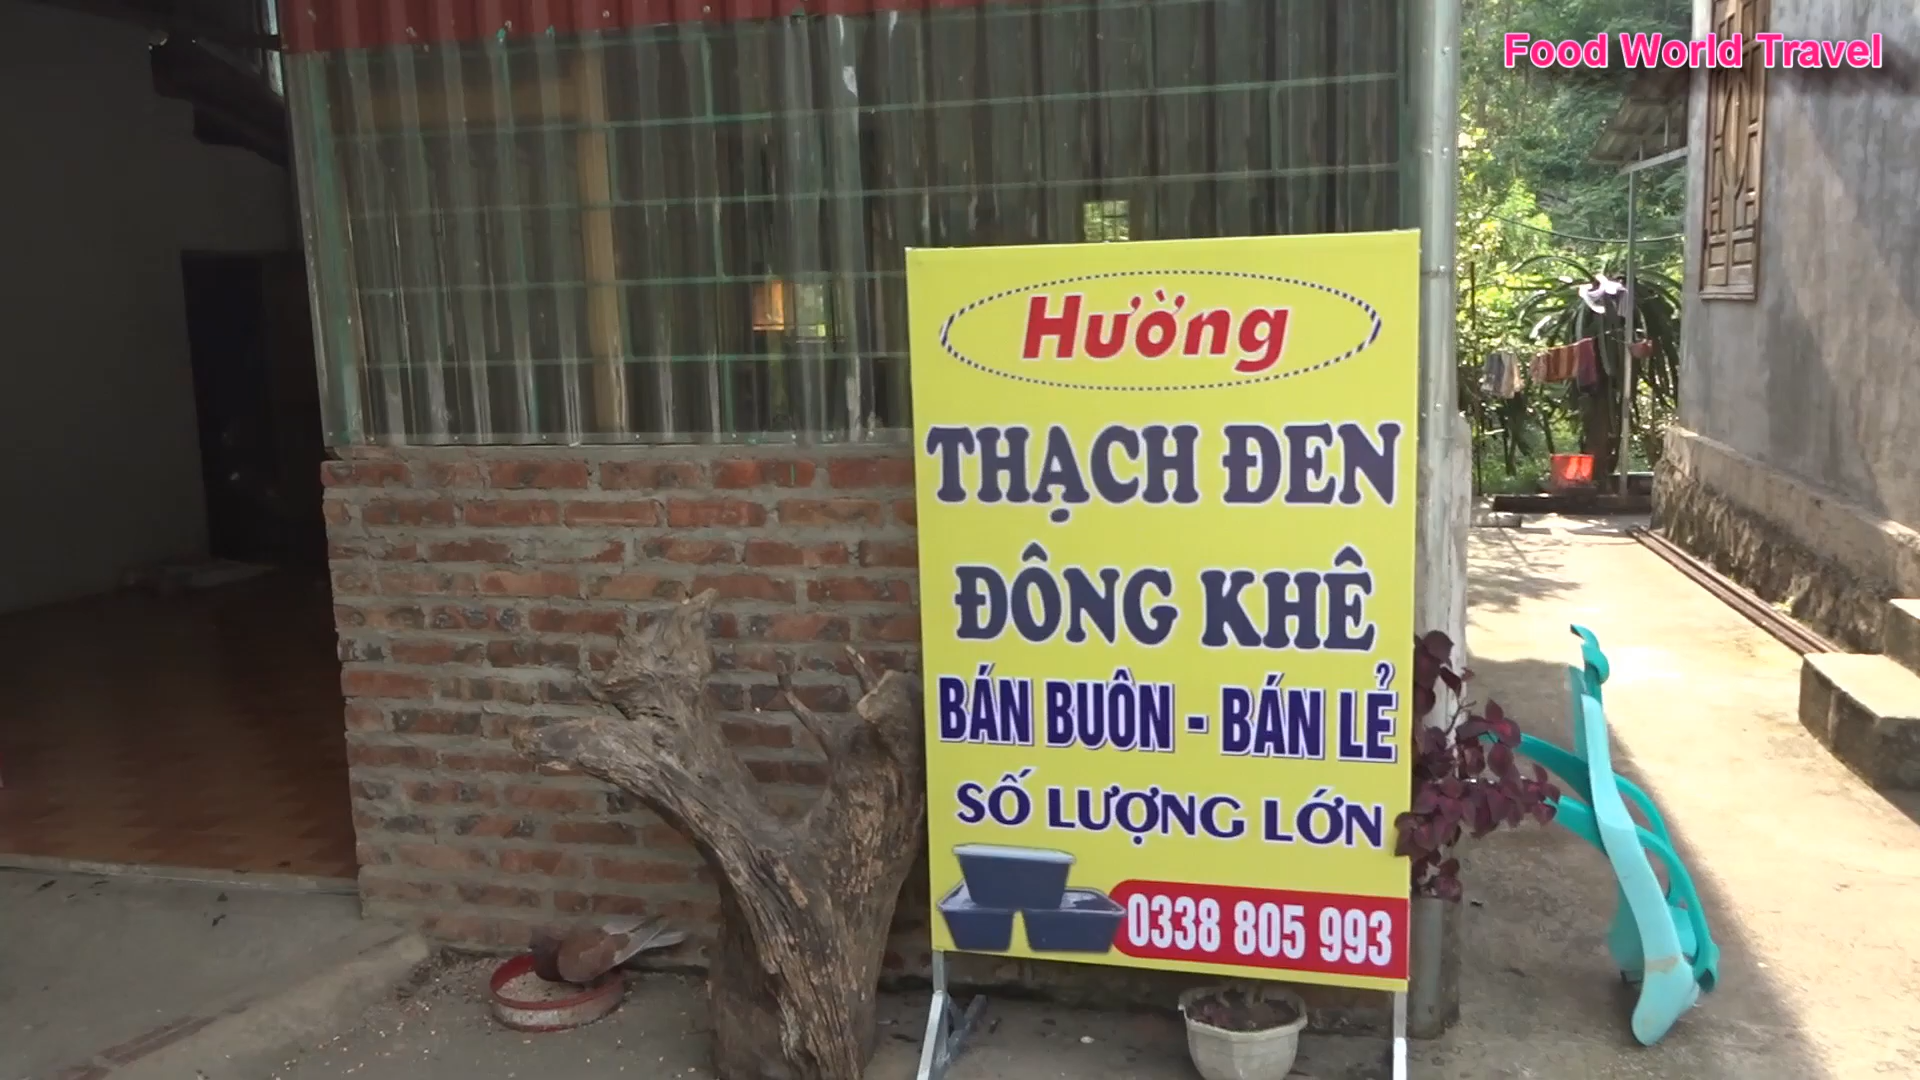 Food World Travel
Hường
THẠCH ĐEN
ĐÔNG KHÊ
BÁN BUÔN - BÁN LẺ
SỐ LƯỢNG LỚN
0338 805 993